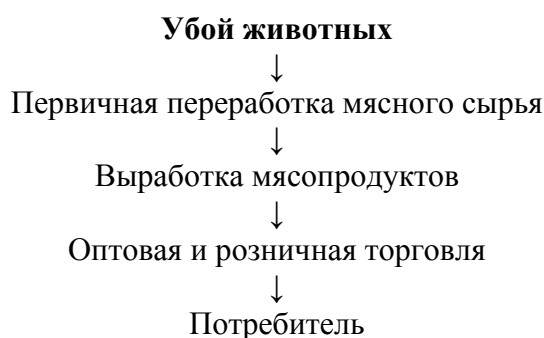 Убой животных
↓
Первичная переработка мясного сырья
↓
Выработка мясопродуктов
↓
Оптовая и розничная торговля
↓
Потребитель